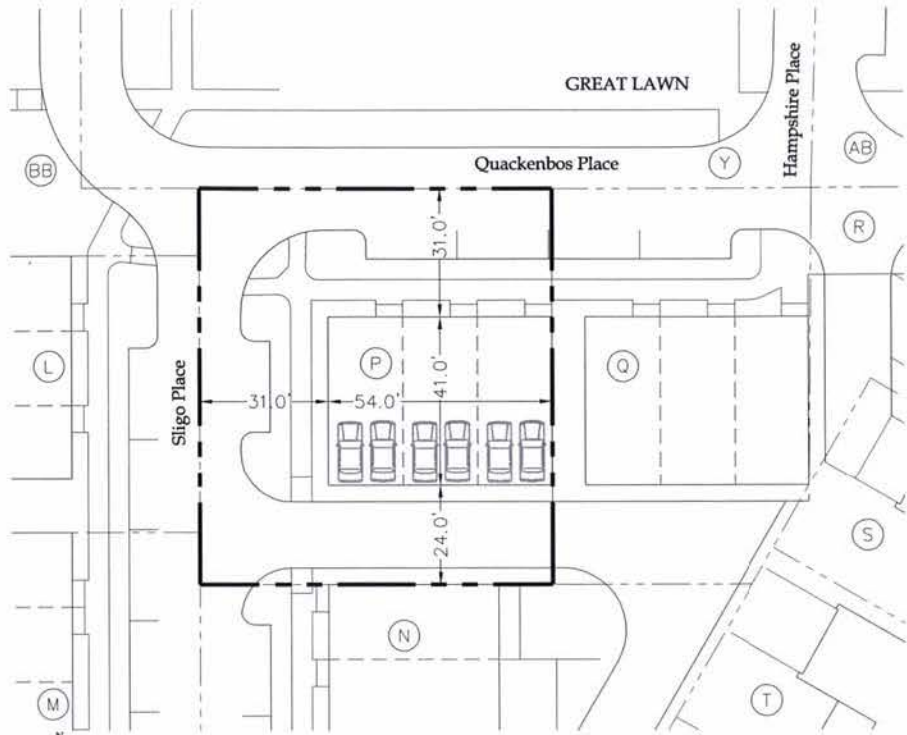 GREAT LAWN
Hampshire Place
Quackenbos Place
Y
AB
BB
R
31.0'
L
P
Q
Sligo Place
41.0'
31.0'
54.0'
24.0'
S
N
T
M